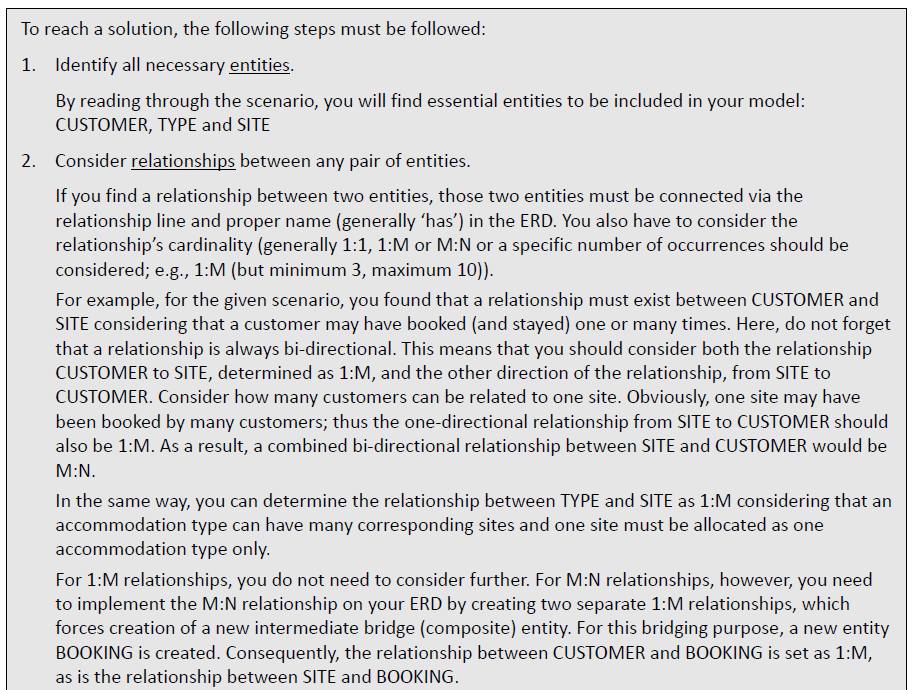 To reach a solution, the following steps must be followed:
1. Identify all necessary entities.
By reading through the scenario, you will find essential entities to be included in your model:
CUSTOMER, TYPE and SITE
2. Consider relationships between any pair of entities.
If you find a relationship between two entities, those two entities must be connected via the
relationship line and proper name (generally ‘has’) in the ERD. You also have to consider the
relationship’s cardinality (generally 1:1, 1:M or M:N or a specific number of occurrences should be
considered; e.g., 1:M (but minimum 3, maximum 10)).
For example, for the given scenario, you found that a relationship must exist between CUSTOMER and
SITE considering that a customer may have booked (and stayed) one or many times. Here, do not forget
that a relationship is always bi-directional. This means that you should consider both the relationship
CUSTOMER to SITE, determined as 1:M, and the other direction of the relationship, from SITE to
CUSTOMER. Consider how many customers can be related to one site. Obviously, one site may have
been booked by many customers; thus the one-directional relationship from SITE to CUSTOMER should
also be 1:M. As a result, a combined bi-directional relationship between SITE and CUSTOMER would be
M:N.
In the same way, you can determine the relationship between TYPE and SITE as 1:M considering that an
accommodation type can have many corresponding sites and one site must be allocated as one
accommodation type only.
For 1:M relationships, you do not need to consider further. For M:N relationships, however, you need
to implement the M:N relationship on your ERD by creating two separate 1:M relationships, which
forces creation of a new intermediate bridge (composite) entity. For this bridging purpose, a new entity
BOOKING is created. Consequently, the relationship between CUSTOMER and BOOKING is set as 1:M,
as is the relationship between SITE and BOOKING.